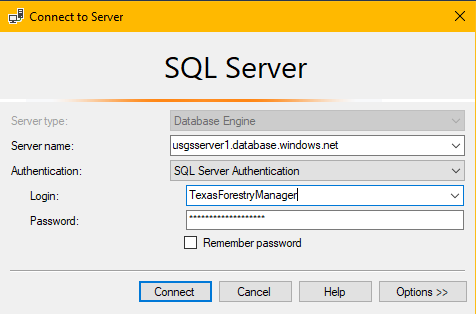 Connect to Server
SQL Server
Server type: Database Engine
Server name: usgsserver1.database.windows.net
Authentication: SQL Server Authentication
Login: TexasForestryManager
Password: *******************
Remember password
Connect Cancel Help Options >>